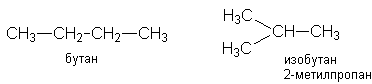 CH₃—CH₂-CH₂—CH₃
бутан
H₃C
CH—CH₃
H₃C
изобутан
2-метилпропан